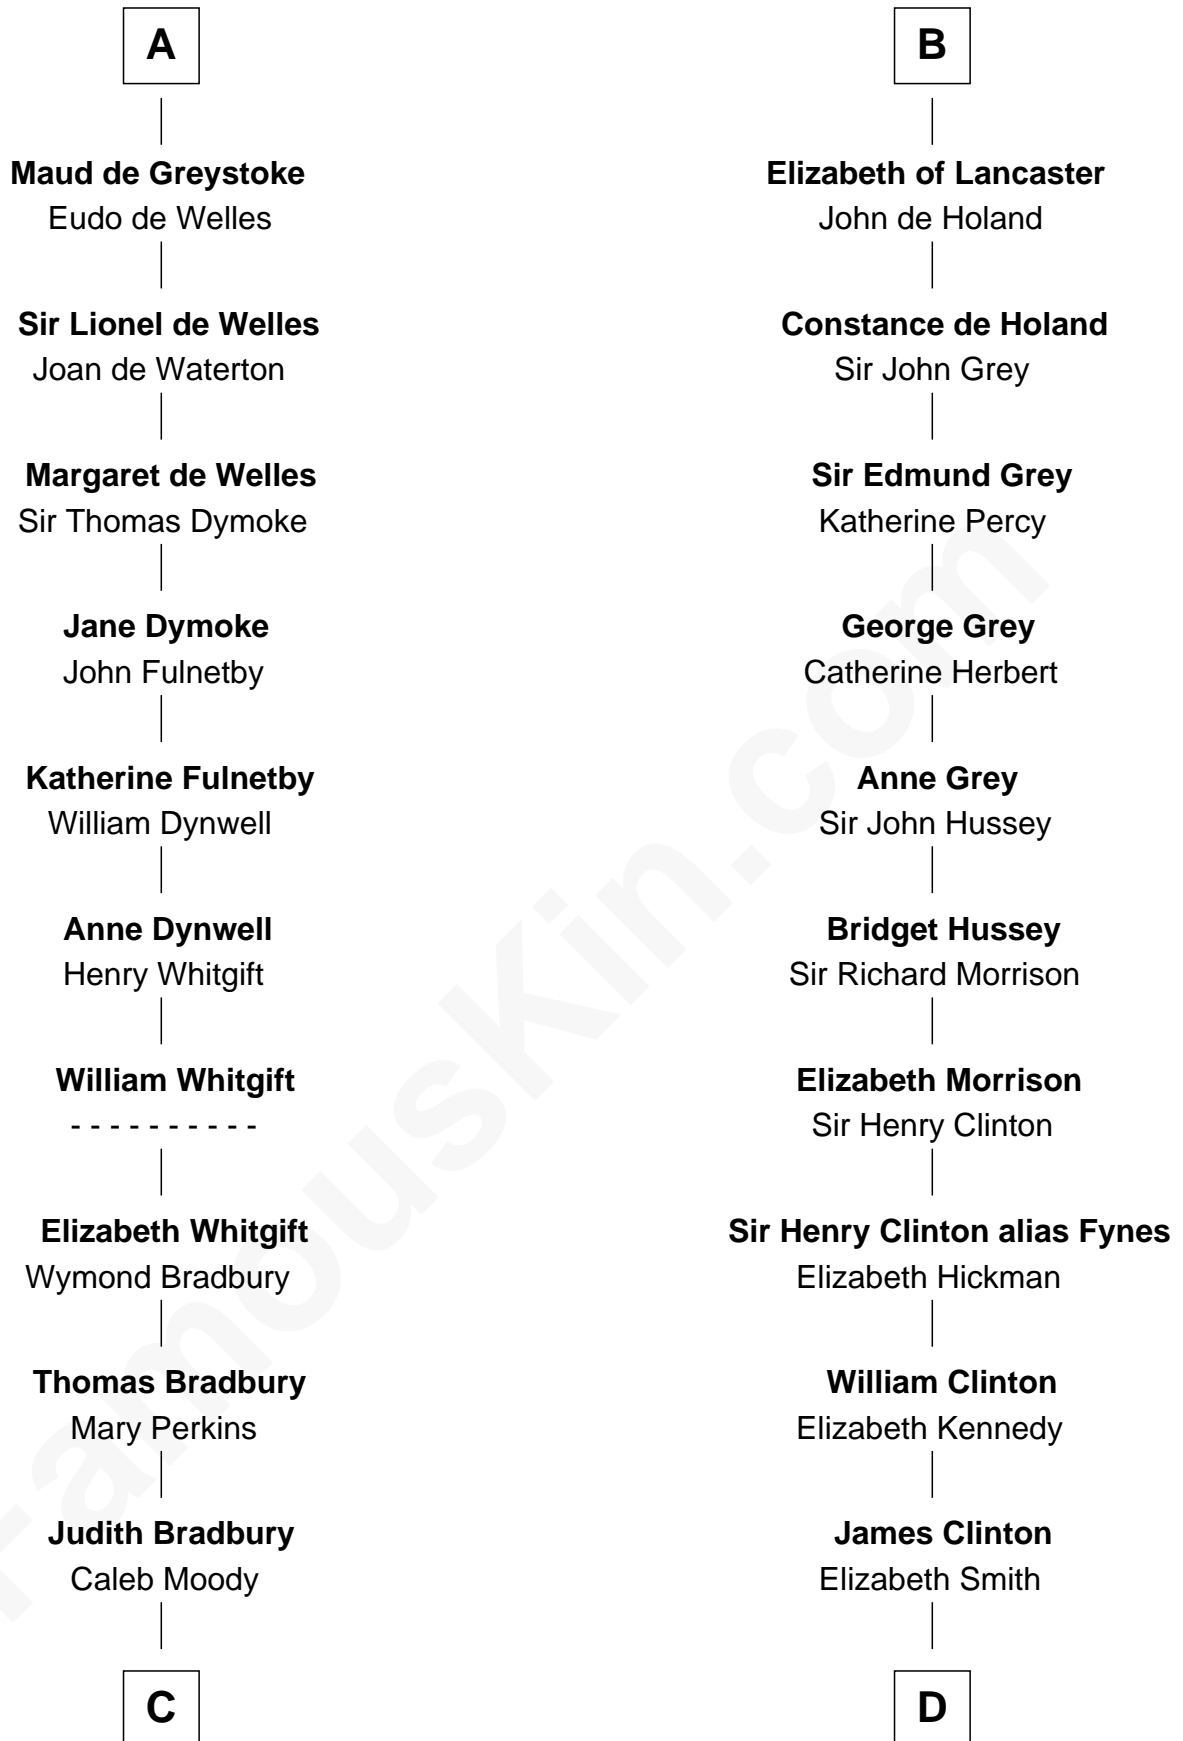 A
Maud de Greystoke
Eudo de Welles
Sir Lionel de Welles
Joan de Waterton
Margaret de Welles
Sir Thomas Dymoke
Jane Dymoke
John Fulnetby
Katherine Fulnetby
William Dynwell
Anne Dynwell
Henry Whitgift
William Whitgift
- - - - - - - - - -
Elizabeth Whitgift
Wymond Bradbury
Thomas Bradbury
Mary Perkins
Judith Bradbury
Caleb Moody
C
B
Elizabeth of Lancaster
John de Holand
Constance de Holand
Sir John Grey
Sir Edmund Grey
Katherine Percy
George Grey
Catherine Herbert
Anne Grey
Sir John Hussey
Bridget Hussey
Sir Richard Morrison
Elizabeth Morrison
Sir Henry Clinton
Sir Henry Clinton alias Fynes
Elizabeth Hickman
William Clinton
Elizabeth Kennedy
James Clinton
Elizabeth Smith
D
FamousKin.com